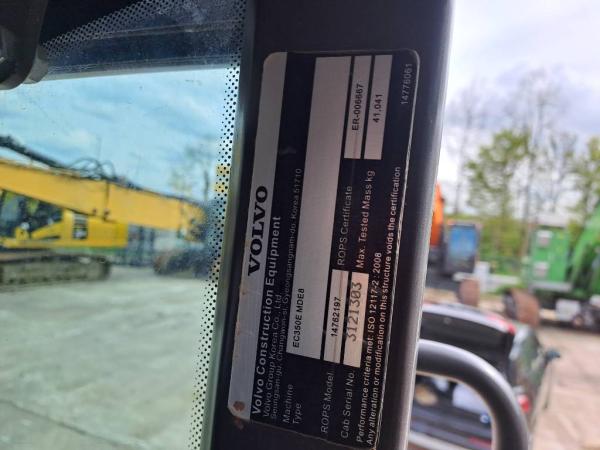 VOLVO
Volvo Construction Equipment
Volvo Group Korea Co., Ltd.
Seongsan-gu, Changwon-si, Gyeongsangnam-do, Korea 51710
Machine Type EC350E MDE8
ROPS Model. 14762197 ROPS Certificate ER-006667
Cab Serial No. 3121303 Max. Tested Mass kg 41,041
Performance criteria met: ISO 12117-2 : 2008
Any alteration or modification on this structure voids the certification
14776061